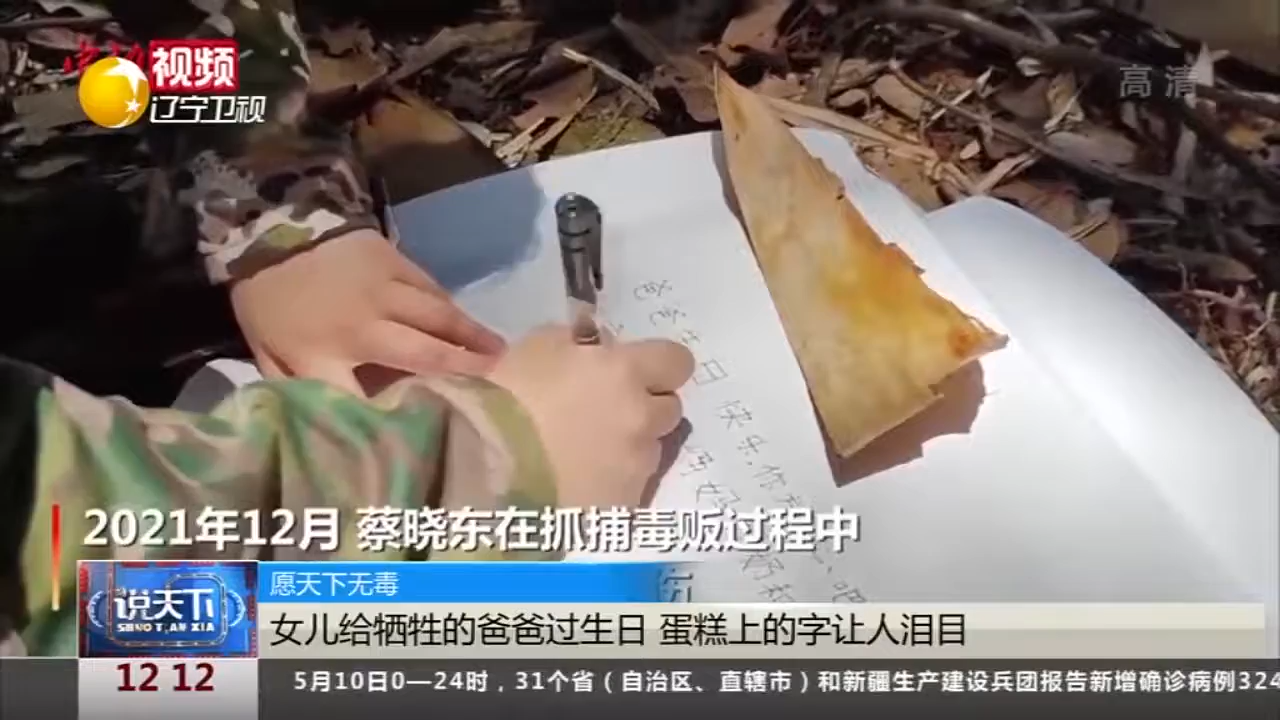 视频
辽宁卫视
高清
爸爸生日快乐,你
妈
2021年12月 蔡晓东在抓捕毒贩过程中
愿天下无毒
说天下
SHUO TIAN XIA
女儿给牺牲的爸爸过生日 蛋糕上的字让人泪目
12 12
5月10日0—24时，31个省（自治区、直辖市）和新疆生产建设兵团报告新增确诊病例324